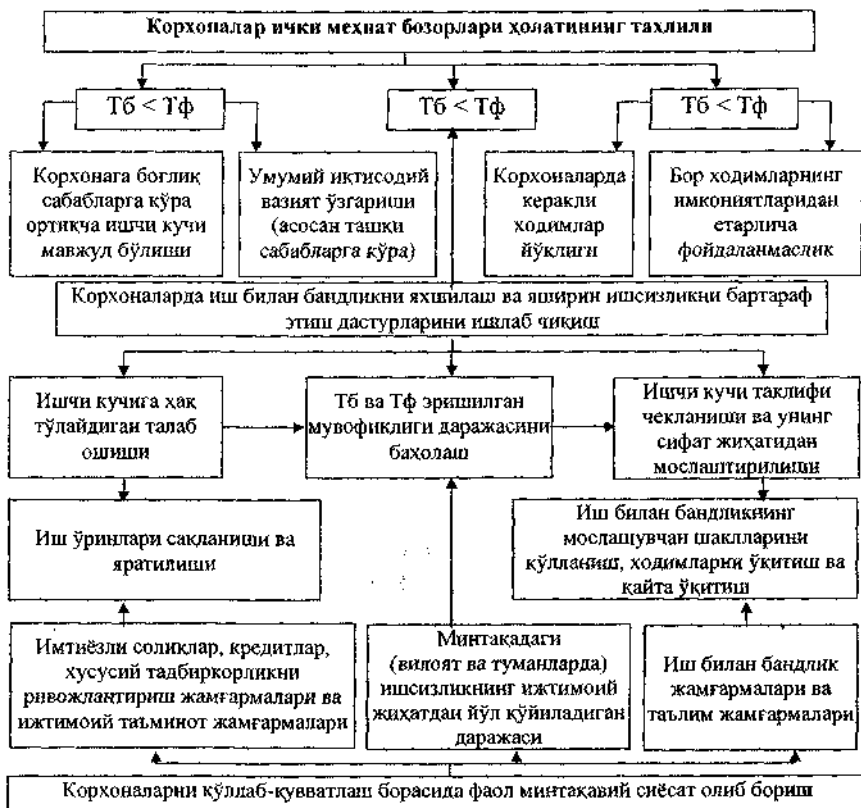 Корхоналар ички меҳнат бозорлари ҳолатининг таҳлили
Тб < Тф
Тб < Тф
Тб < Тф
Корхонага боғлиқ
сабабларга кўра
ортиқча ишчи кучи
мавжуд бўлиши
Умумий иқтисодий
вазият ўзгариши
(асосан ташқи
сабабларга кўра)
Корхоналарда
керакли
ходимлар
йўқлиги
Бор ходимларнинг
имкониятларидан
етарлича
фойдаланмаслик
Корхоналарда иш билан бандликни яхшилаш ва яширин ишсизликни бартараф
этиш дастурларини ишлаб чиқиш
Ишчи кучига ҳақ
тўлайдиган талаб
ошиши
Тб ва Тф эришилган
мувофиқлиги даражасини
баҳолаш
Ишчи кучи таклифи
чекланиши ва унинг
сифат жиҳатидан
мослаштирилиши
Иш ўринлари сақланиши ва
яратилиши
Иш билан бандликнинг
мослашувчан шаклларини
қўлланиш, ходимларни ўқитиш ва
қайта ўқитиш
Имтиёзли солиқлар, кредитлар,
хусусий тадбиркорликни
ривожлантириш жамғармалари ва
ижтимоий таъминот жамғармалари
Минтақадаги
(вилоят ва туманларда)
ишсизликнинг ижтимоий
жиҳатдан йўл қўйиладиган
даражаси
Иш билан бандлик
жамғармалари ва
таълим жамғармалари
Корхоналарни қўллаб-қувватлаш борасида фаол минтақавий сиёсат олиб бориш